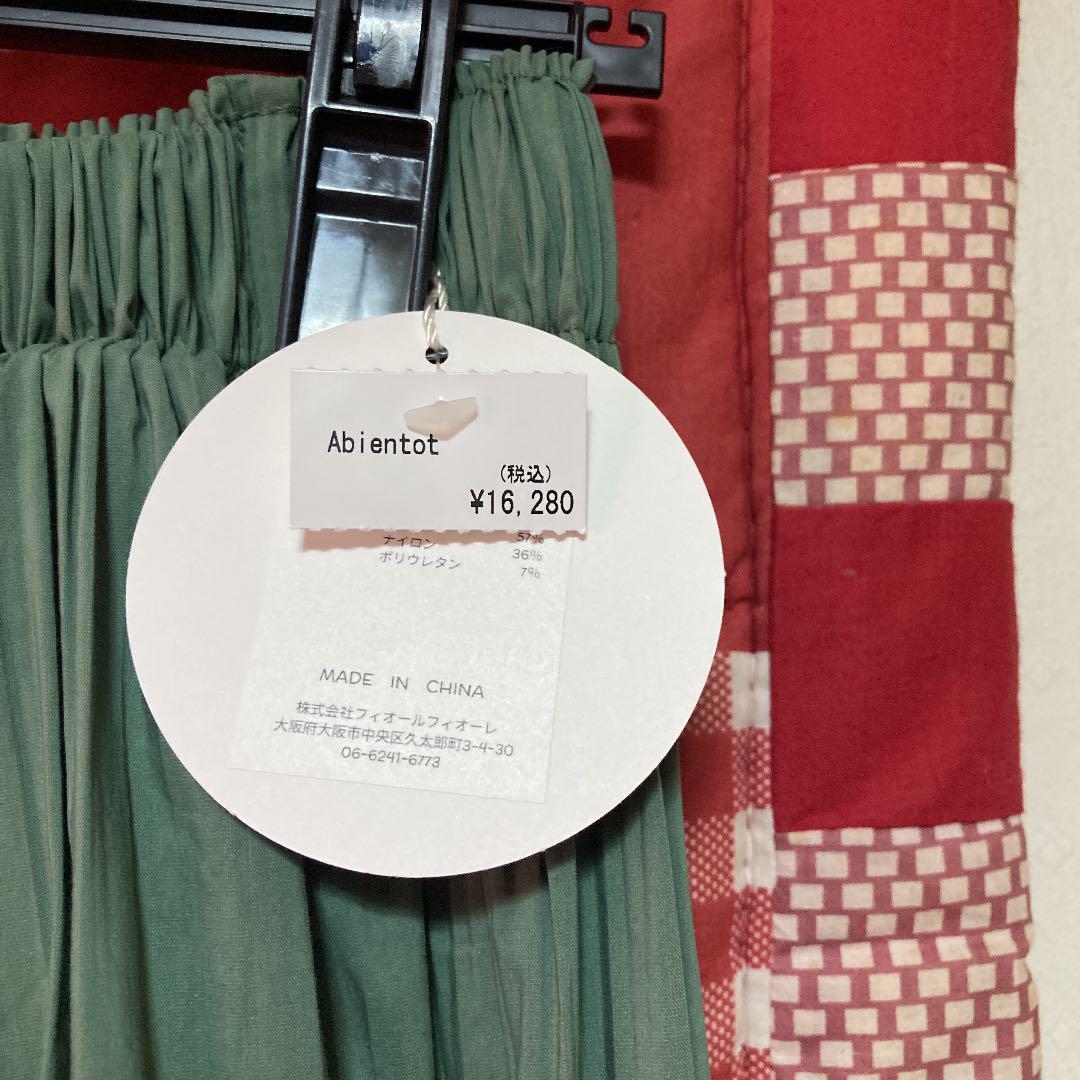 Abientot
(税込)
¥16,280
57%
ナイロン 36%
ポリウレタン 7%
MADE IN CHINA
株式会社フィオールフィオーレ
大阪府大阪市中央区久太郎町3-4-30
06-6241-6773